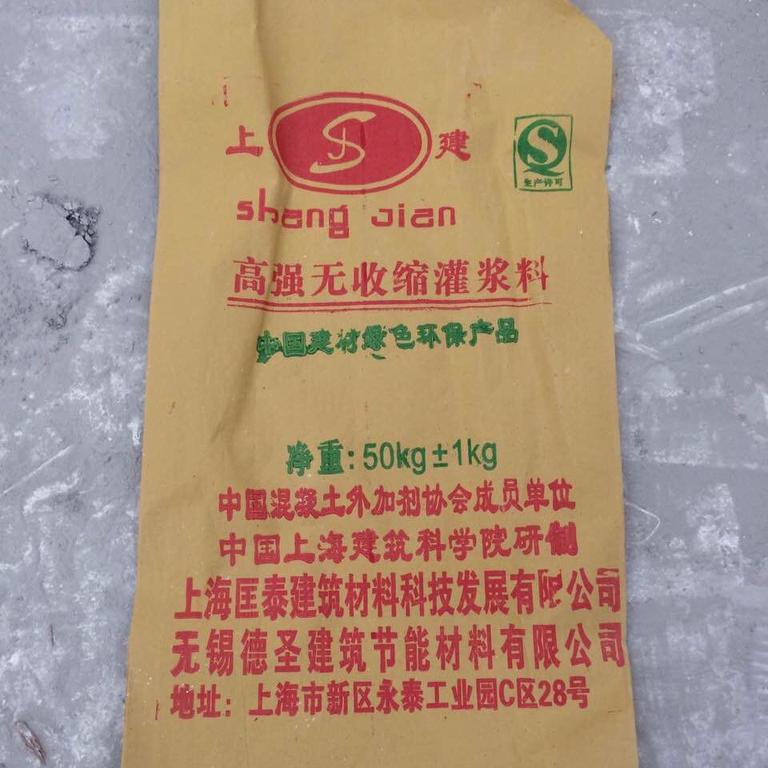 上 SJ 建
生产许可
shang Jian
高强无收缩灌浆料
中国建材绿色环保产品
净重:50kg±1kg
中国混凝土外加剂协会成员单位
中国上海建筑科学院研制
上海匡泰建筑材料科技发展有限公司
无锡德圣建筑节能材料有限公司
地址：上海市新区永泰工业园C区28号